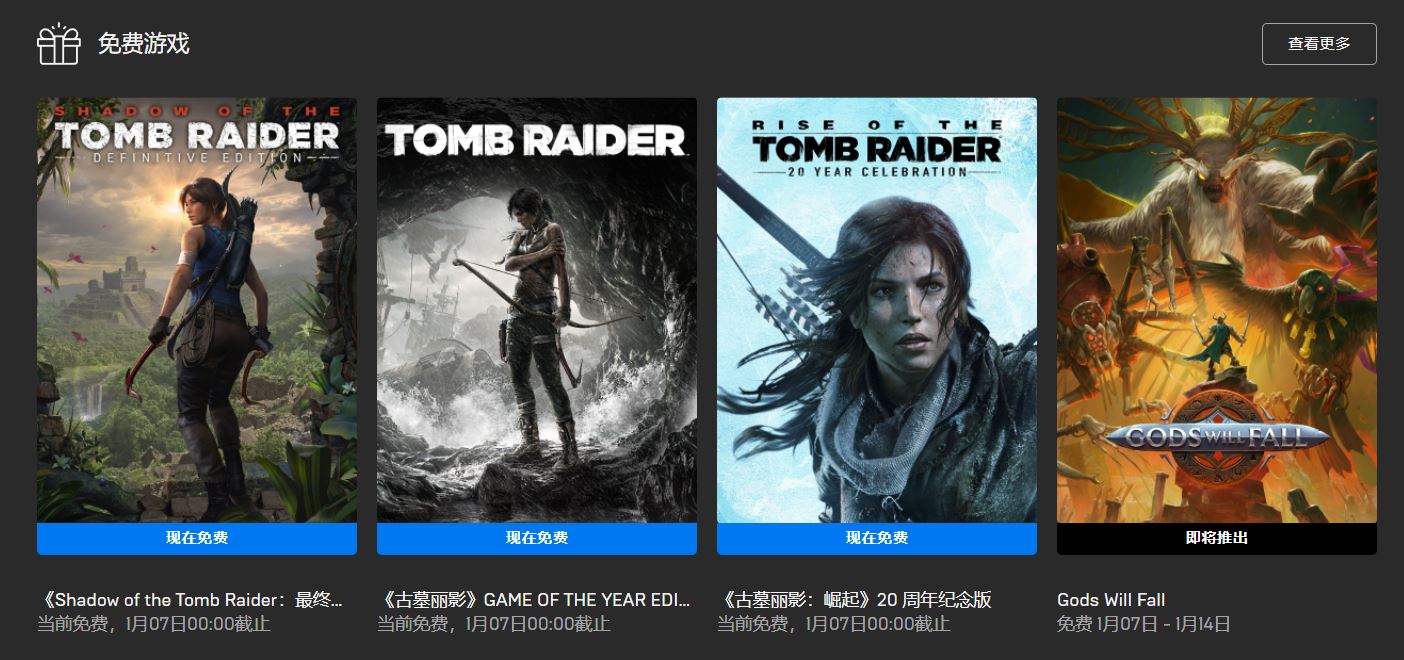 免费游戏
查看更多
SHADOW OF THE
TOMB RAIDER
DEFINITIVE EDITION
TOMB RAIDER
RISE OF THE
TOMB RAIDER
20 YEAR CELEBRATION
GODS WILL FALL
现在免费
现在免费
现在免费
即将推出
《Shadow of the Tomb Raider：最终...
当前免费，1月07日00:00截止
《古墓丽影》GAME OF THE YEAR EDI...
当前免费，1月07日00:00截止
《古墓丽影：崛起》20 周年纪念版
当前免费，1月07日00:00截止
Gods Will Fall
免费 1月07日 - 1月14日